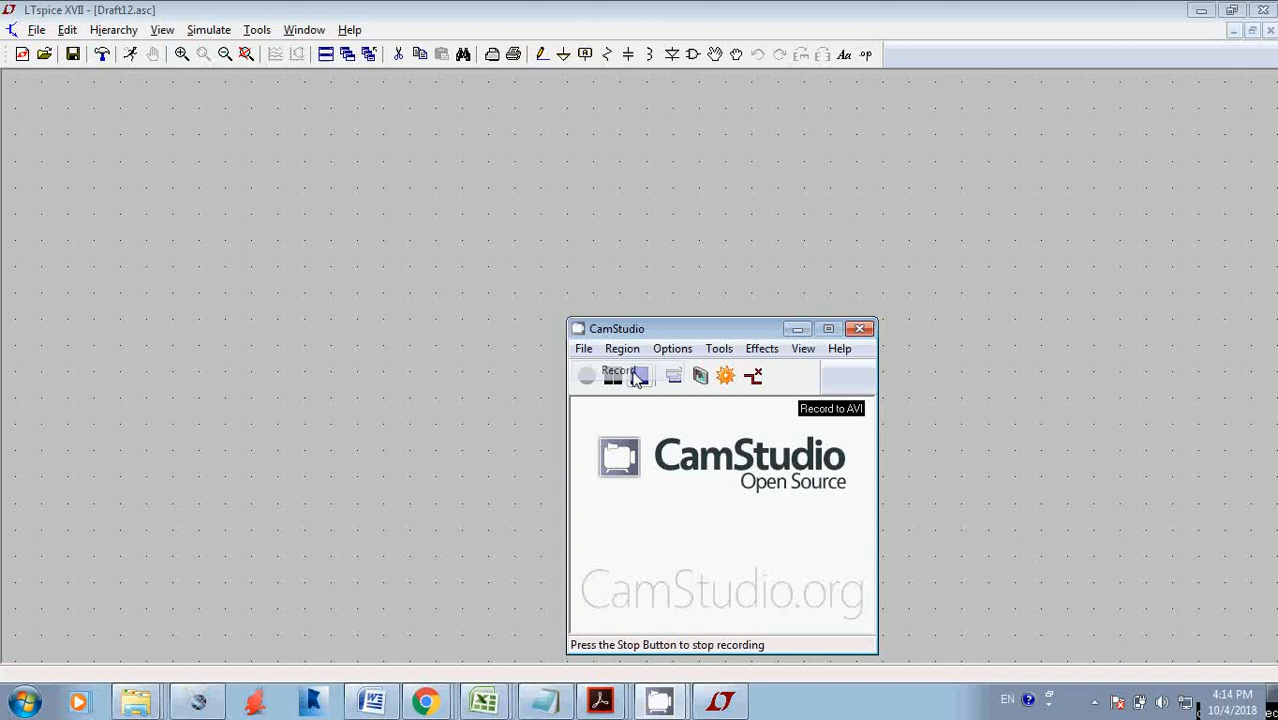 LTspice XVII - [Draft12.asc]
File Edit Hierarchy View Simulate Tools Window Help
Aa .op
CamStudio
File Region Options Tools Effects View Help
Record
Record to AVI
CamStudio
Open Source
CamStudio.org
Press the Stop Button to stop recording
EN
4:14 PM
10/4/2018